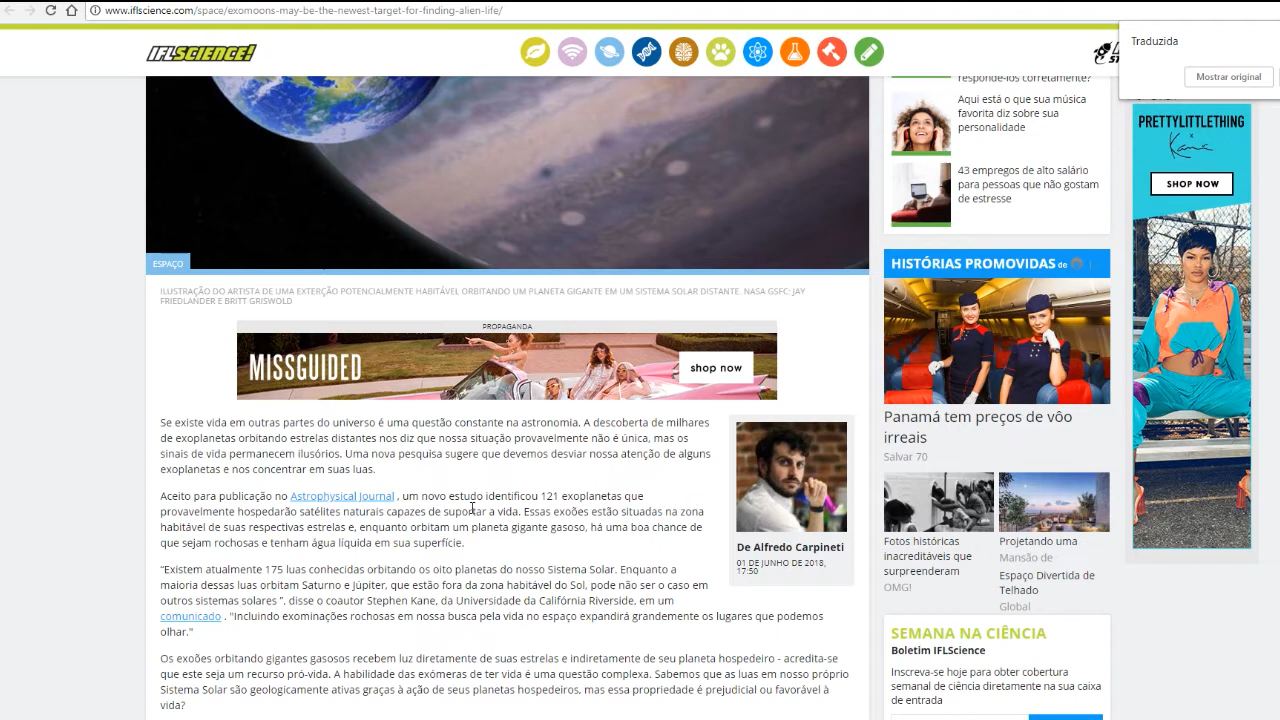 www.iflscience.com/space/exomoons-may-be-the-newest-target-for-finding-alien-life/
IFLSCIENCE!
Traduzida
Mostrar original
responde-los corretamente?
Aqui está o que sua música
favorita diz sobre sua
personalidade
43 empregos de alto salário
para pessoas que não gostam
de estresse
PRETTYLITTLETHING
x
SHOP NOW
ESPAÇO
ILUSTRAÇÃO DO ARTISTA DE UMA EXTERÇÃO POTENCIALMENTE HABITÁVEL ORBITANDO UM PLANETA GIGANTE EM UM SISTEMA SOLAR DISTANTE. NASA GSFC: JAY
FRIEDLANDER E BRITT GRISWOLD
PROPAGANDA
MISSGUIDED
shop now
HISTÓRIAS PROMOVIDAS de
Panamá tem preços de vôo
irreais
Salvar 70
Fotos históricas
inacreditáveis que
surpreenderam
OMG!
Projetando uma
Mansão de
Espaço Divertida de
Telhado
Global
Se existe vida em outras partes do universo é uma questão constante na astronomia. A descoberta de milhares
de exoplanetas orbitando estrelas distantes nos diz que nossa situação provavelmente não é única, mas os
sinais de vida permanecem ilusórios. Uma nova pesquisa sugere que devemos desviar nossa atenção de alguns
exoplanetas e nos concentrar em suas luas.
De Alfredo Carpineti
01 DE JUNHO DE 2018,
17:50
Aceito para publicação no Astrophysical Journal , um novo estudo identificou 121 exoplanetas que
provavelmente hospedarão satélites naturais capazes de suportar a vida. Essas exoões estão situadas na zona
habitável de suas respectivas estrelas e, enquanto orbitam um planeta gigante gasoso, há uma boa chance de
que sejam rochosas e tenham água líquida em sua superfície.
“Existem atualmente 175 luas conhecidas orbitando os oito planetas do nosso Sistema Solar. Enquanto a
maioria dessas luas orbitam Saturno e Jupiter, que estão fora da zona habitável do Sol, pode não ser o caso em
outros sistemas solares ”, disse o coautor Stephen Kane, da Universidade da Califórnia Riverside, em um
comunicado . "Incluindo exominações rochosas em nossa busca pela vida no espaço expandirá grandemente os lugares que podemos
olhar."
Os exoões orbitando gigantes gasosos recebem luz diretamente de suas estrelas e indiretamente de seu planeta hospedeiro - acredita-se
que este seja um recurso pró-vida. A habilidade das exómeras de ter vida é uma questão complexa. Sabemos que as luas em nosso próprio
Sistema Solar são geologicamente ativas graças à ação de seus planetas hospedeiros, mas essa propriedade é prejudicial ou favorável à
vida?
SEMANA NA CIÊNCIA
Boletim IFLScience
Inscreva-se hoje para obter cobertura
semanal de ciência diretamente na sua caixa
de entrada